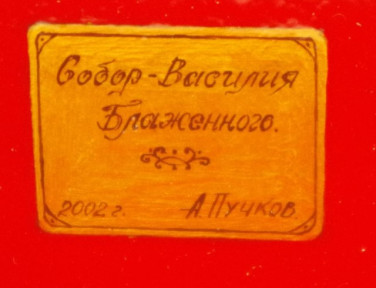 Собор-Василия
Блаженного.
2002 г. А.Пучков.